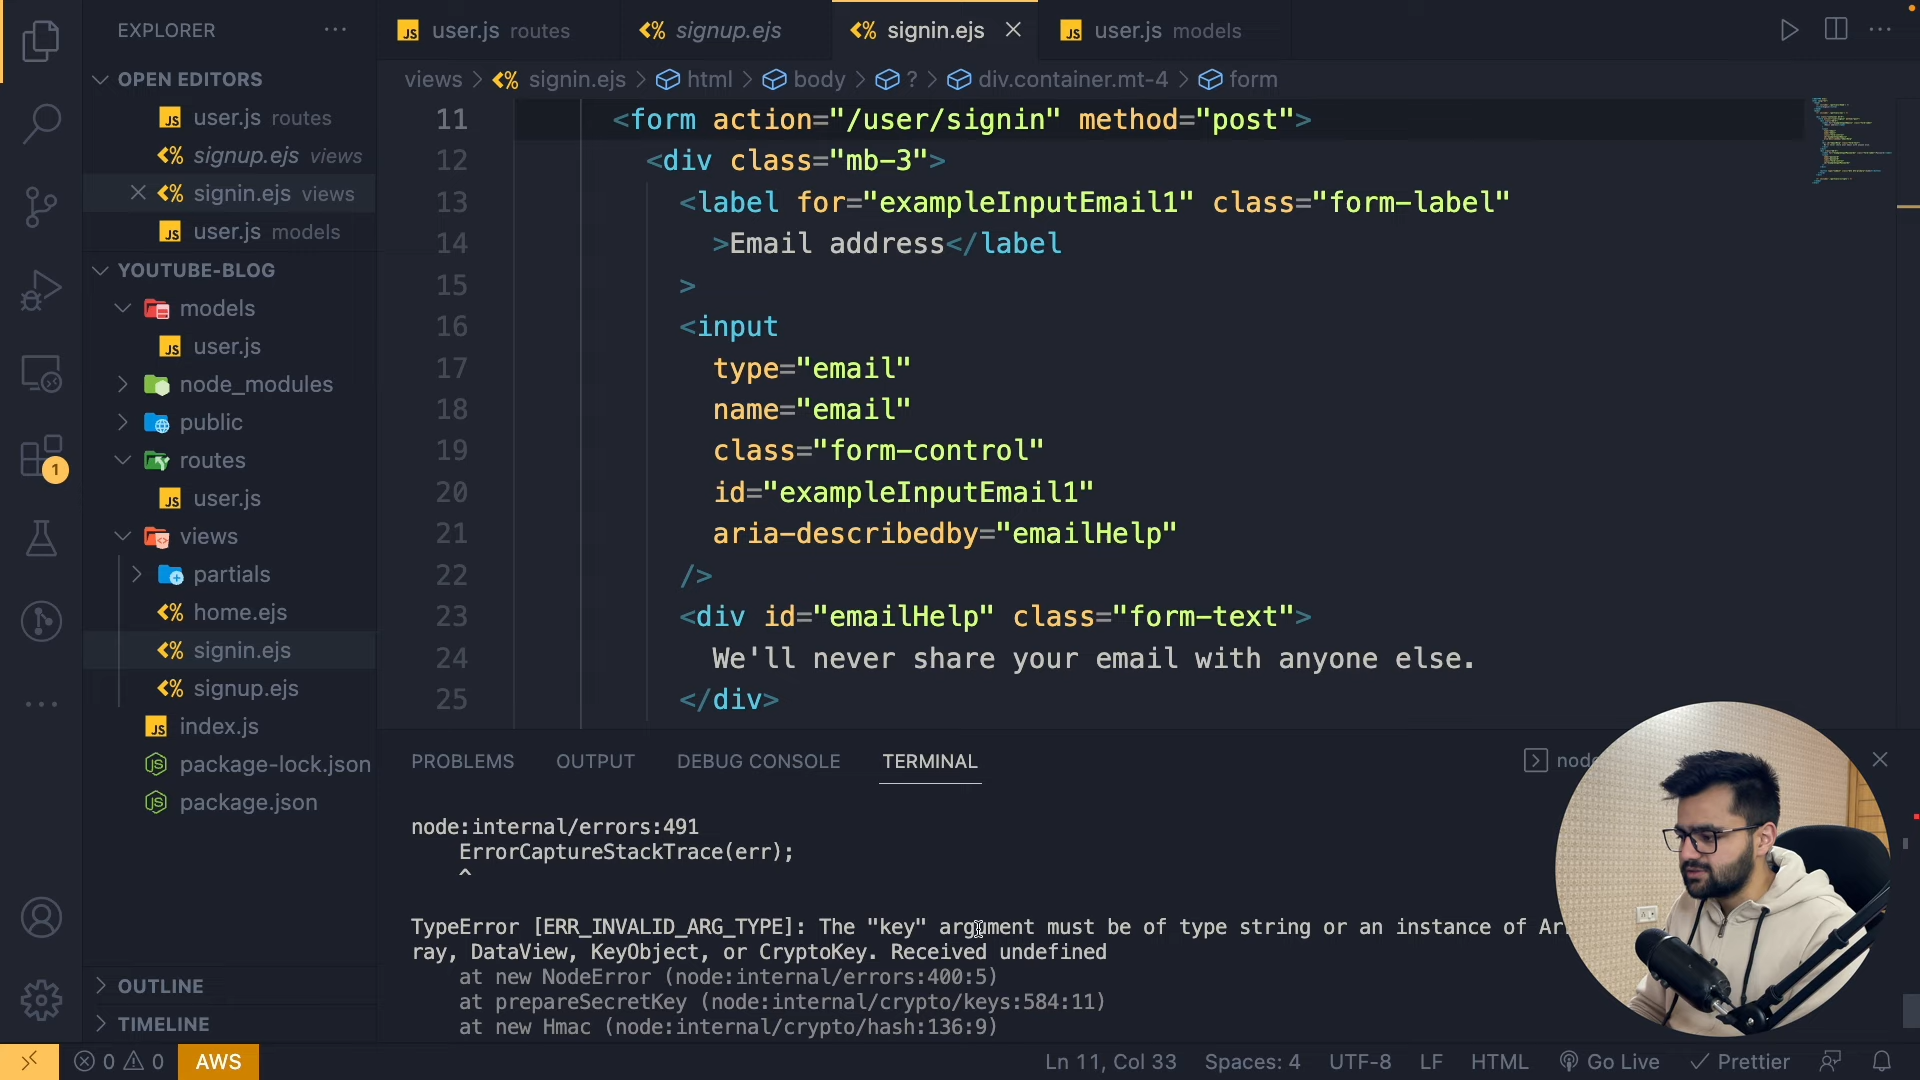 EXPLORER
OPEN EDITORS
user.js routes
signup.ejs views
signin.ejs views
user.js models
YOUTUBE-BLOG
models
user.js
node_modules
public
routes
user.js
views
partials
home.ejs
signin.ejs
signup.ejs
index.js
package-lock.json
package.json
OUTLINE
TIMELINE
1
user.js routes
signup.ejs
signin.ejs
user.js models
views > signin.ejs > html > body > ? > div.container.mt-4 > form
11 <form action="/user/signin" method="post">
12 <div class="mb-3">
13 <label for="exampleInputEmail1" class="form-label"
14 >Email address</label
15 >
16 <input
17 type="email"
18 name="email"
19 class="form-control"
20 id="exampleInputEmail1"
21 aria-describedby="emailHelp"
22 />
23 <div id="emailHelp" class="form-text">
24 We'll never share your email with anyone else.
25 </div>
PROBLEMS OUTPUT DEBUG CONSOLE TERMINAL
node:internal/errors:491
ErrorCaptureStackTrace(err);
^
TypeError [ERR_INVALID_ARG_TYPE]: The "key" argument must be of type string or an instance of
ray, DataView, KeyObject, or CryptoKey. Received undefined
at new NodeError (node:internal/errors:400:5)
at prepareSecretKey (node:internal/crypto/keys:584:11)
at new Hmac (node:internal/crypto/hash:136:9)
0 0 AWS Ln 11, Col 33 Spaces: 4 UTF-8 LF HTML Go Live Prettier